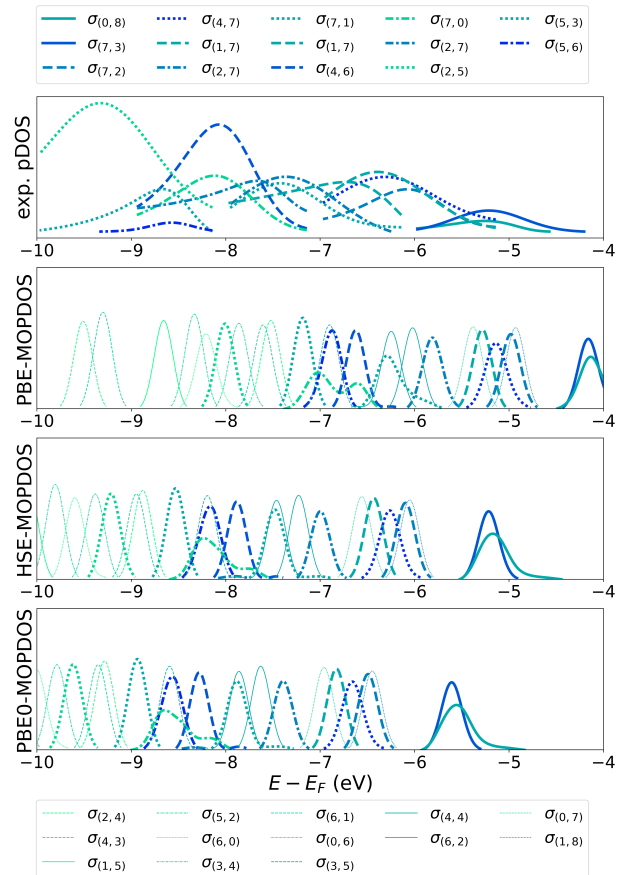 σ(0, 8) σ(4, 7) σ(7, 1) σ(7, 0) σ(5, 3)
σ(7, 3) σ(1, 7) σ(1, 7) σ(2, 7) σ(5, 6)
σ(7, 2) σ(2, 7) σ(4, 6) σ(2, 5)
exp. pDOS
−10 −9 −8 −7 −6 −5 −4
PBE-MOPDOS
−10 −9 −8 −7 −6 −5 −4
HSE-MOPDOS
−10 −9 −8 −7 −6 −5 −4
PBE0-MOPDOS
−10 −9 −8 −7 −6 −5 −4
E − E_F (eV)
σ(2, 4) σ(5, 2) σ(6, 1) σ(4, 4) σ(0, 7)
σ(4, 3) σ(6, 0) σ(0, 6) σ(6, 2) σ(1, 8)
σ(1, 5) σ(3, 4) σ(3, 5)